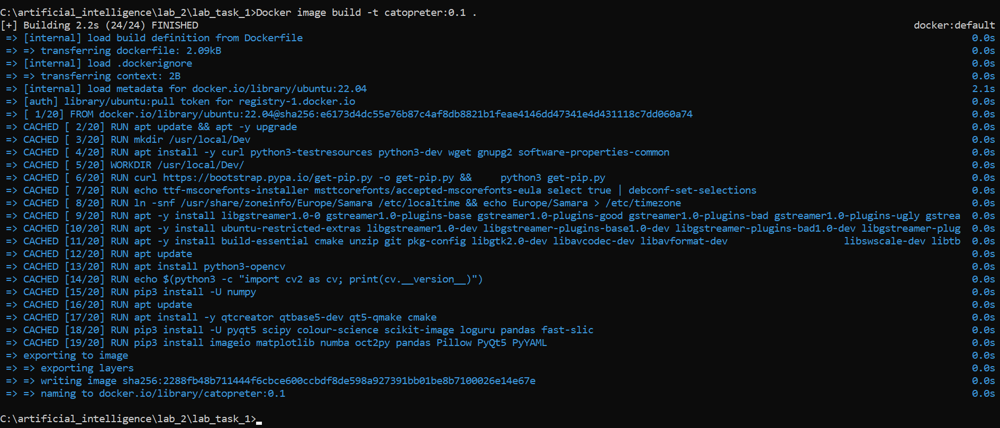 C:\artificial_intelligence\lab_2\lab_task_1>Docker image build -t catopreter:0.1 .
[+] Building 2.2s (24/24) FINISHED docker:default
=> [internal] load build definition from Dockerfile 0.0s
=> => transferring dockerfile: 2.09kB 0.0s
=> [internal] load .dockerignore 0.0s
=> => transferring context: 2B 0.0s
=> [internal] load metadata for docker.io/library/ubuntu:22.04 2.1s
=> [auth] library/ubuntu:pull token for registry-1.docker.io 0.0s
=> [ 1/20] FROM docker.io/library/ubuntu:22.04@sha256:e6173d4dc55e76b87c4af8db8821b1feae4146dd47341e4d431118c7dd060a74 0.0s
=> CACHED [ 2/20] RUN apt update && apt -y upgrade 0.0s
=> CACHED [ 3/20] RUN mkdir /usr/local/Dev 0.0s
=> CACHED [ 4/20] RUN apt install -y curl python3-testresources python3-dev wget gnupg2 software-properties-common 0.0s
=> CACHED [ 5/20] WORKDIR /usr/local/Dev/ 0.0s
=> CACHED [ 6/20] RUN curl https://bootstrap.pypa.io/get-pip.py -o get-pip.py &&     python3 get-pip.py 0.0s
=> CACHED [ 7/20] RUN echo ttf-mscorefonts-installer msttcorefonts/accepted-mscorefonts-eula select true | debconf-set-selections 0.0s
=> CACHED [ 8/20] RUN ln -snf /usr/share/zoneinfo/Europe/Samara /etc/localtime && echo Europe/Samara > /etc/timezone 0.0s
=> CACHED [ 9/20] RUN apt -y install libgstreamer1.0-0 gstreamer1.0-plugins-base gstreamer1.0-plugins-good gstreamer1.0-plugins-bad gstreamer1.0-plugins-ugly gstrea 0.0s
=> CACHED [10/20] RUN apt -y install ubuntu-restricted-extras libgstreamer1.0-dev libgstreamer-plugins-base1.0-dev libgstreamer-plugins-bad1.0-dev libgstreamer-plug 0.0s
=> CACHED [11/20] RUN apt -y install build-essential cmake unzip git pkg-config libgtk2.0-dev libavcodec-dev libavformat-dev                    libswscale-dev libtb 0.0s
=> CACHED [12/20] RUN apt update 0.0s
=> CACHED [13/20] RUN apt install python3-opencv 0.0s
=> CACHED [14/20] RUN echo $(python3 -c "import cv2 as cv; print(cv.__version__)") 0.0s
=> CACHED [15/20] RUN pip3 install -U numpy 0.0s
=> CACHED [16/20] RUN apt update 0.0s
=> CACHED [17/20] RUN apt install -y qtcreator qtbase5-dev qt5-qmake cmake 0.0s
=> CACHED [18/20] RUN pip3 install -U pyqt5 scipy colour-science scikit-image loguru pandas fast-slic 0.0s
=> CACHED [19/20] RUN pip3 install imageio matplotlib numba oct2py pandas Pillow PyQt5 PyYAML 0.0s
=> exporting to image 0.0s
=> => exporting layers 0.0s
=> => writing image sha256:2288fb48b711444f6cbce600ccbdf8de598a927391bb01be8b7100026e14e67e 0.0s
=> => naming to docker.io/library/catopreter:0.1 0.0s
C:\artificial_intelligence\lab_2\lab_task_1>